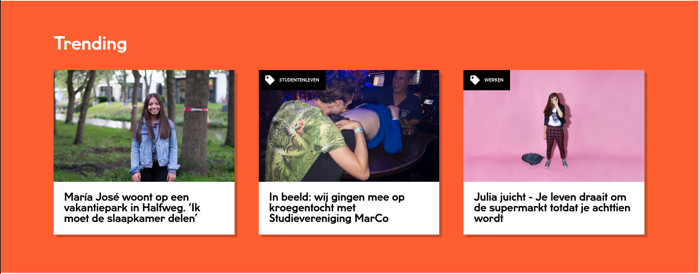 Trending
María José woont op een
vakantiepark in Halfweg. ‘Ik
moet de slaapkamer delen’
STUDENTENLEVEN
In beeld: wij gingen mee op
kroegentocht met
Studievereniging MarCo
WERKEN
Julia juicht - Je leven draait om
de supermarkt totdat je achttien
wordt